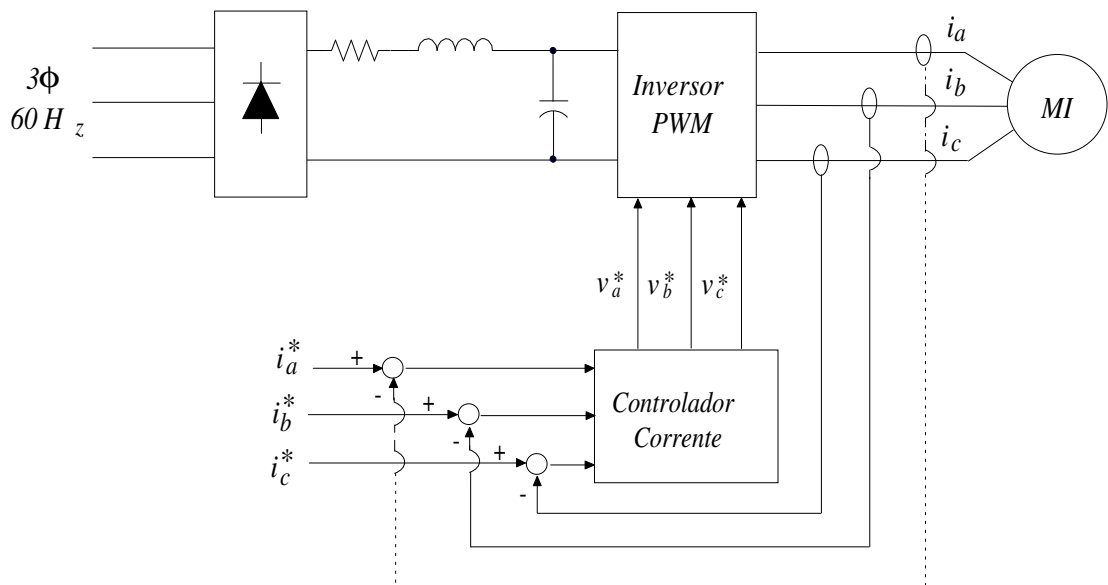 3ϕ
60 H z
Inversor
PWM
i_a
i_b
i_c
MI
v_a^*
v_b^*
v_c^*
i_a^*
+
-
i_b^*
+
-
i_c^*
+
-
Controlador
Corrente